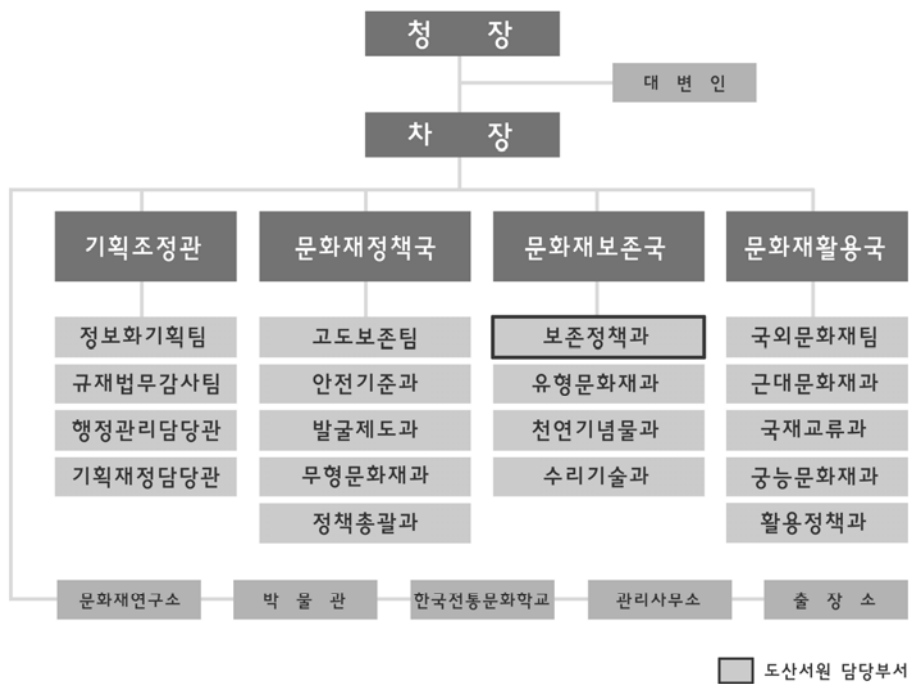 청 장
대 변 인
차 장
기획조정관
문화재정책국
문화재보존국
문화재활용국
정보화기획팀
고도보존팀
보존정책과
국외문화재팀
규재법무감사팀
안전기준과
유형문화재과
근대문화재과
행정관리담당관
발굴제도과
천연기념물과
국재교류과
기획재정담당관
무형문화재과
수리기술과
궁능문화재과
정책총괄과
활용정책과
문화재연구소
박 물 관
한국전통문화학교
관리사무소
출 장 소
도산서원 담당부서